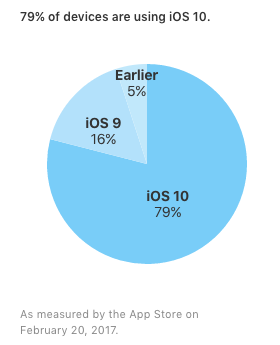 79% of devices are using iOS 10.
Earlier
5%
iOS 9
16%
iOS 10
79%
As measured by the App Store on
February 20, 2017.